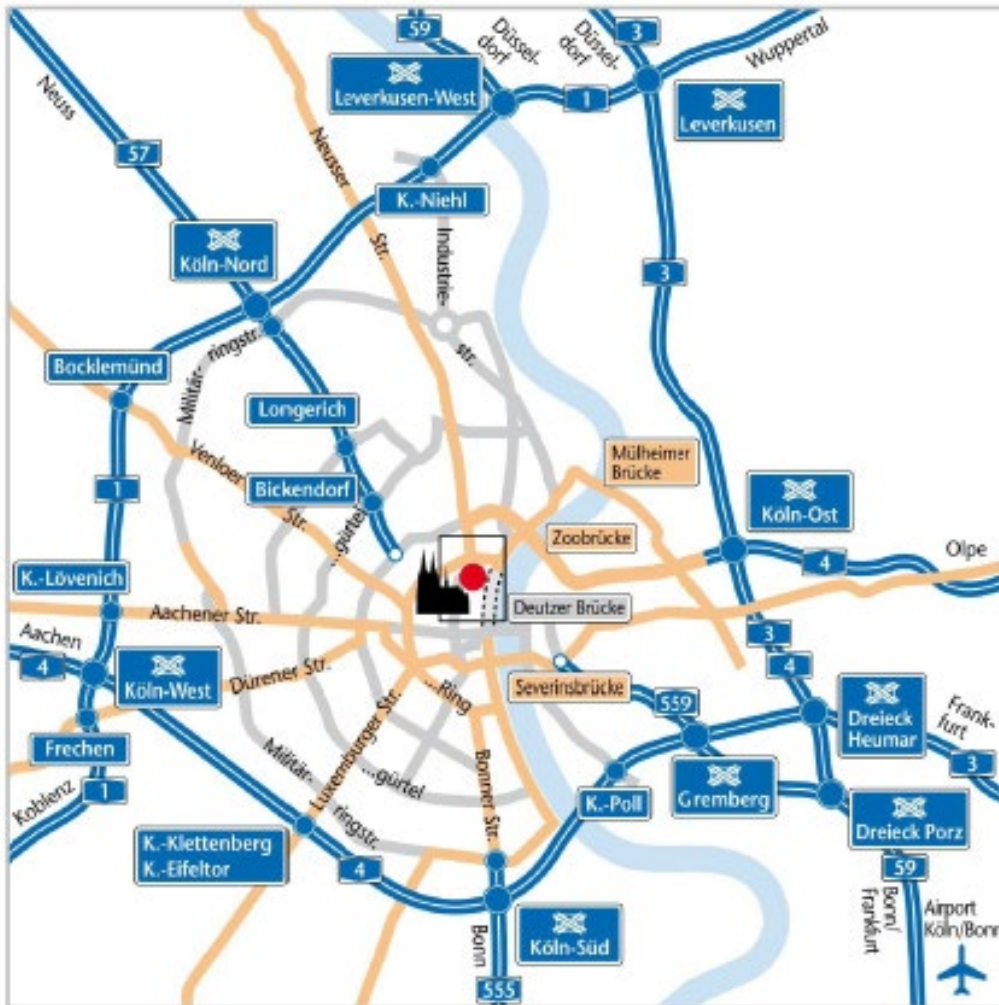 59
Düssel-
dorf
Düssel-
dorf
3
Wuppertal
Leverkusen-West
1
Leverkusen
Neuss
57
Neusser
Str.
K.-Niehl
Köln-Nord
Industrie-
str.
3
Militär-
ringstr.
Bocklemünd
Longerich
Venloer
Str.
Bickendorf
...gürtel
Mülheimer
Brücke
Köln-Ost
1
Zoobrücke
4
Olpe
K.-Lövenich
Aachener Str.
Deutzer Brücke
3
Aachen
4
Köln-West
Dürener Str.
...Ring
Severinsbrücke
559
4
Dreieck
Heumar
Frank-
furt
3
Frechen
Koblenz
1
Militär-
ringstr.
Luxemburger Str.
...gürtel
Bonner Str.
K.-Poll
Gremberg
Dreieck Porz
K.-Klettenberg
K.-Eifeltor
4
59
Bonn/
Frankfurt
Airport
Köln/Bonn
Köln-Süd
Bonn
555